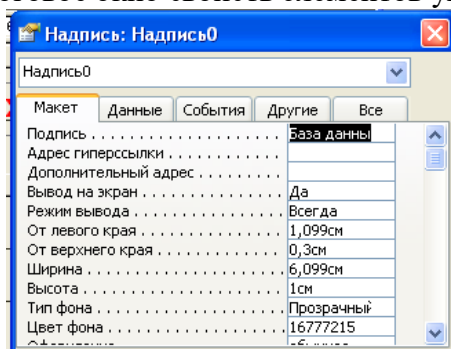 Надпись: Надпись0
Надпись0
Макет Данные События Другие Все
Подпись . . . . . . . . . . . . . . . . . . . . База данны
Адрес гиперссылки . . . . . . . . . . . .
Дополнительный адрес . . . . . . . . .
Вывод на экран . . . . . . . . . . . . . . . Да
Режим вывода . . . . . . . . . . . . . . . . Всегда
От левого края . . . . . . . . . . . . . . . 1,099см
От верхнего края . . . . . . . . . . . . . 0,3см
Ширина . . . . . . . . . . . . . . . . . . . . . 6,099см
Высота . . . . . . . . . . . . . . . . . . . . . 1см
Тип фона . . . . . . . . . . . . . . . . . . . Прозрачный
Цвет фона . . . . . . . . . . . . . . . . . . 16777215